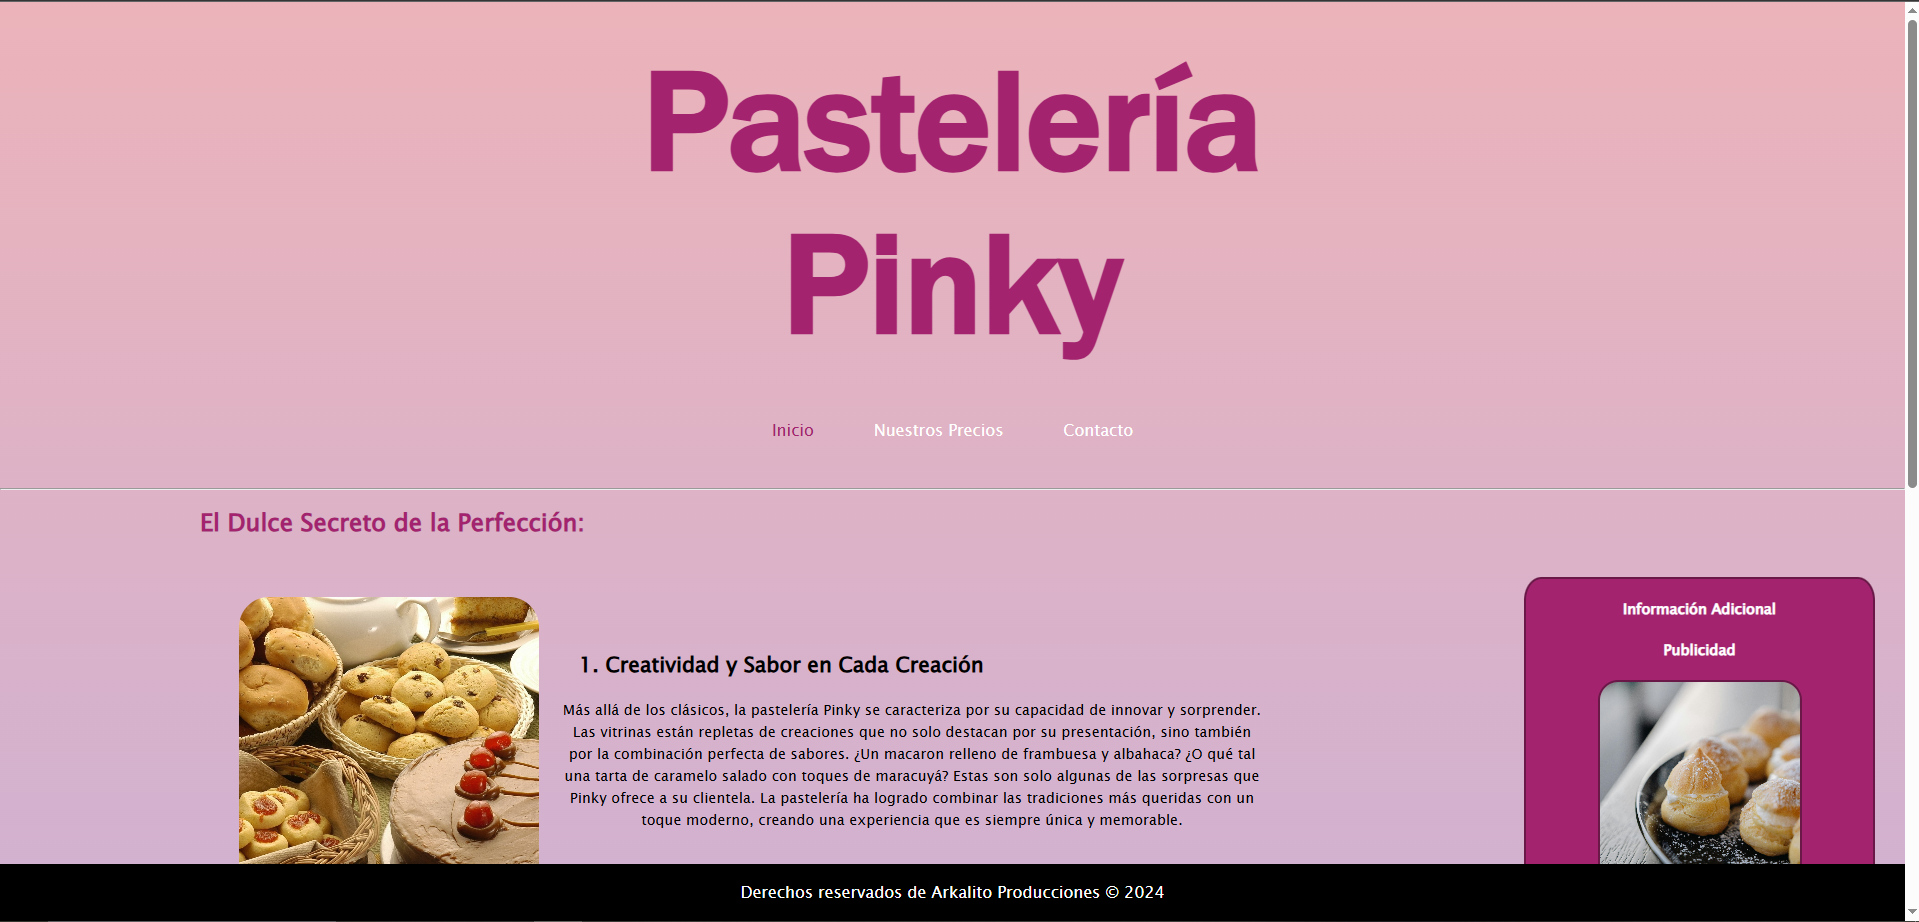 Pastelería
Pinky
Inicio
Nuestros Precios
Contacto
El Dulce Secreto de la Perfección:
1. Creatividad y Sabor en Cada Creación
Más allá de los clásicos, la pastelería Pinky se caracteriza por su capacidad de innovar y sorprender.
Las vitrinas están repletas de creaciones que no solo destacan por su presentación, sino también
por la combinación perfecta de sabores. ¿Un macaron relleno de frambuesa y albahaca? ¿O qué tal
una tarta de caramelo salado con toques de maracuyá? Estas son solo algunas de las sorpresas que
Pinky ofrece a su clientela. La pastelería ha logrado combinar las tradiciones más queridas con un
toque moderno, creando una experiencia que es siempre única y memorable.
Información Adicional
Publicidad
Derechos reservados de Arkalito Producciones © 2024